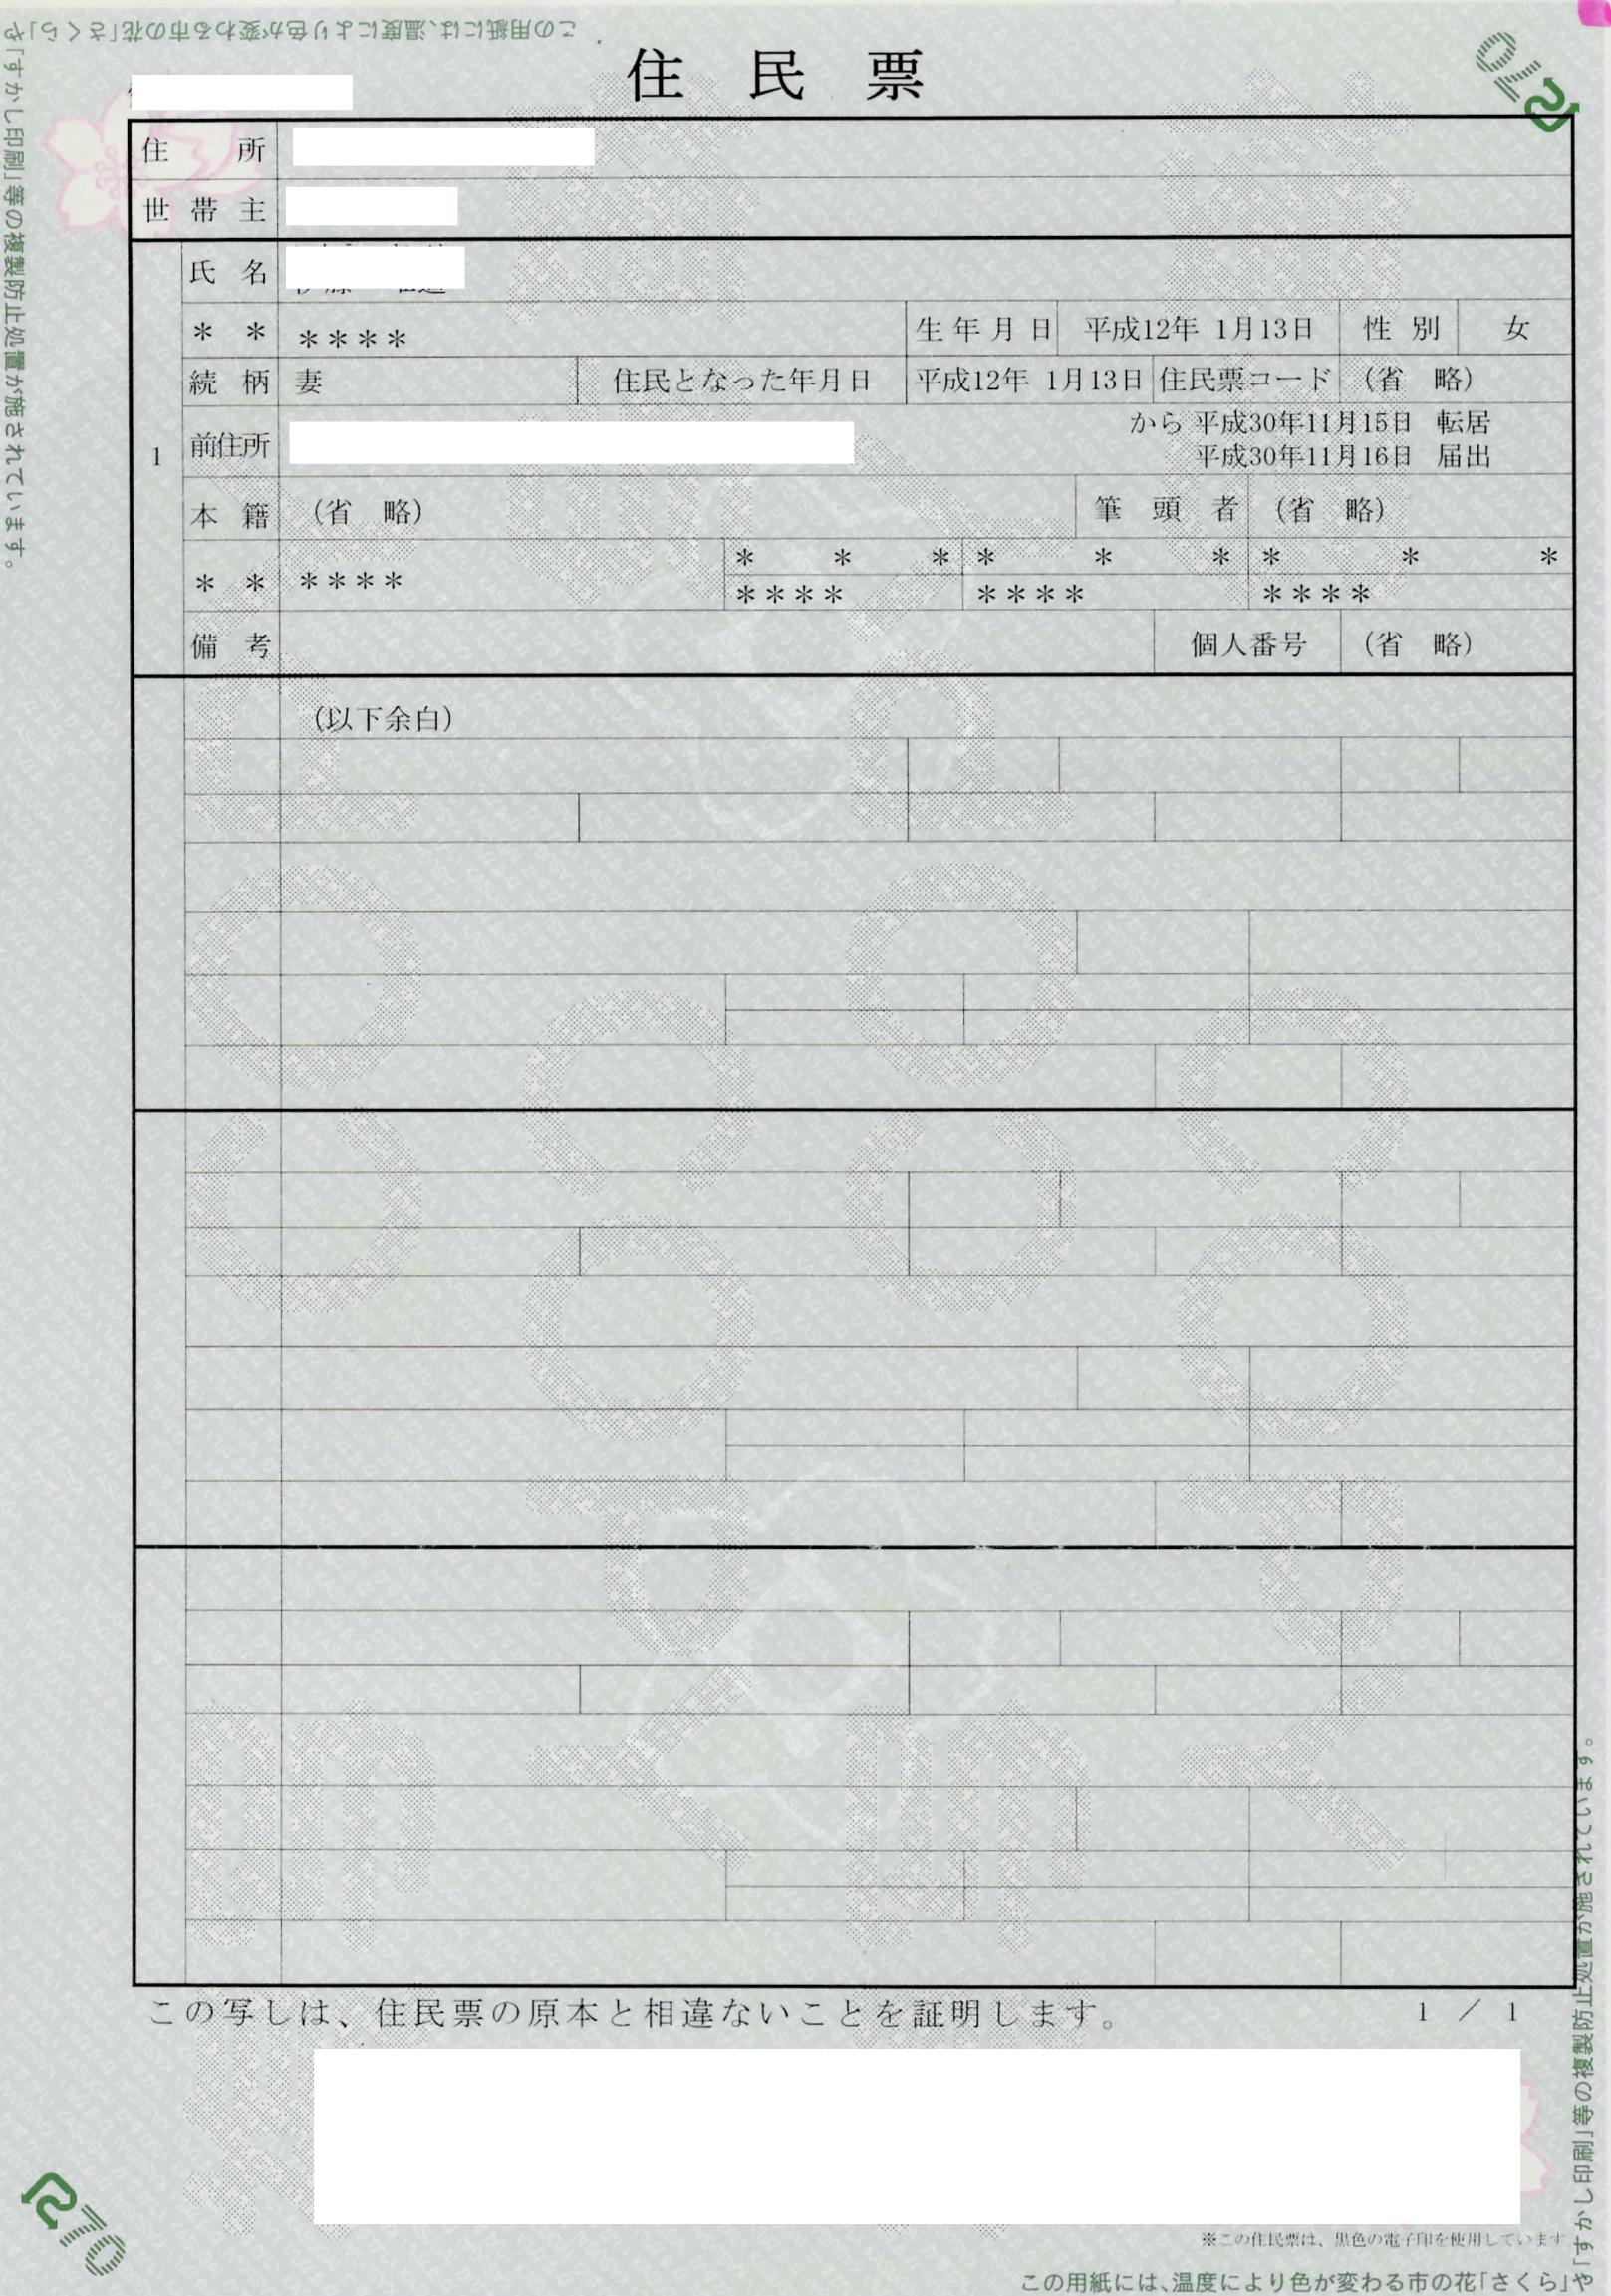 この用紙には、温度により色が変わる市の花「さくら」や
「すかし印刷」等の複製防止処置が施されています。
住 民 票
R70
住 所
世 帯 主
氏 名
＊ ＊ ＊＊＊＊ 生年月日 平成12年 1月13日 性 別 女
続 柄 妻 住民となった年月日 平成12年 1月13日 住民票コード （省 略）
1
前住所 から 平成30年11月15日 転居
平成30年11月16日 届出
本 籍 （省 略） 筆 頭 者 （省 略）
＊ ＊ ＊ ＊ ＊ ＊ ＊ ＊ ＊
＊ ＊ ＊＊＊＊ ＊＊＊＊ ＊＊＊＊ ＊＊＊＊
備 考 個人番号 （省 略）
（以下余白）
この写しは、住民票の原本と相違ないことを証明します。 1 ／ 1
※この住民票は、黒色の電子印を使用しています
R70
この用紙には、温度により色が変わる市の花「さくら」や
「すかし印刷」等の複製防止処置が施されています。